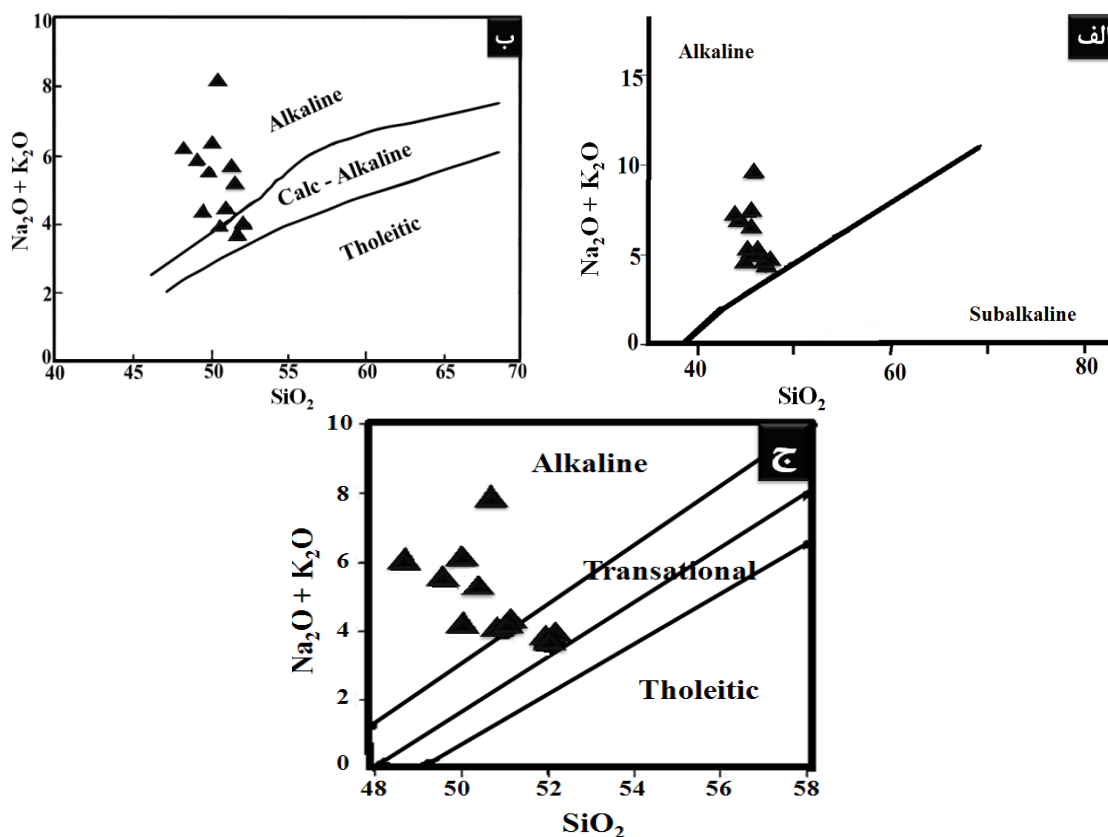 ب
10
8
6
4
2
0
Na₂O + K₂O
Alkaline
Calc - Alkaline
Tholeitic
40 45 50 55 60 65 70
SiO₂
الف
Alkaline
15
10
5
0
Na₂O + K₂O
Subalkaline
40 60 80
SiO₂
ج
10
8
6
4
2
0
Na₂O + K₂O
Alkaline
Transational
Tholeitic
48 50 52 54 56 58
SiO₂